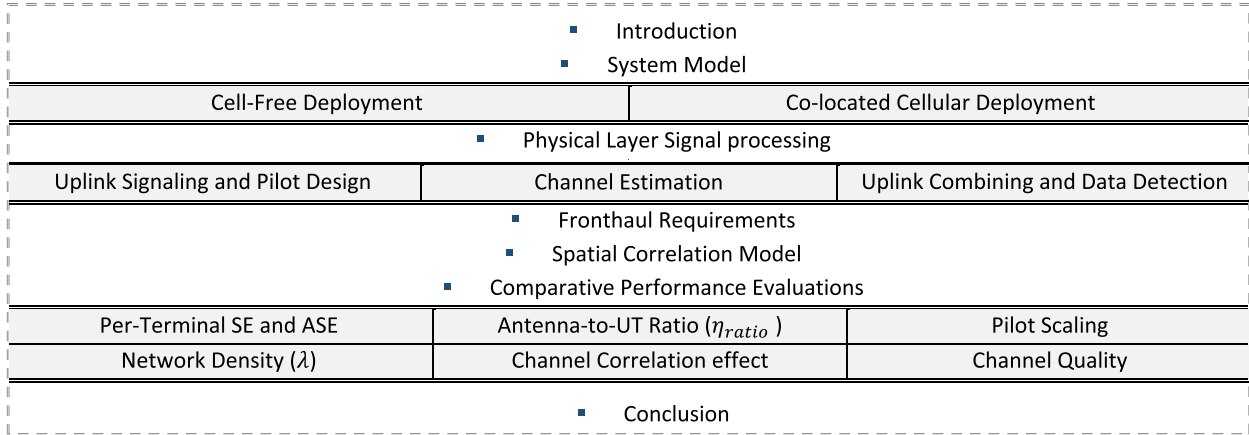 ▪ Introduction
▪ System Model
Cell-Free Deployment Co-located Cellular Deployment
▪ Physical Layer Signal processing
Uplink Signaling and Pilot Design Channel Estimation Uplink Combining and Data Detection
▪ Fronthaul Requirements
▪ Spatial Correlation Model
▪ Comparative Performance Evaluations
Per-Terminal SE and ASE Antenna-to-UT Ratio (η_ratio ) Pilot Scaling
Network Density (λ) Channel Correlation effect Channel Quality
▪ Conclusion